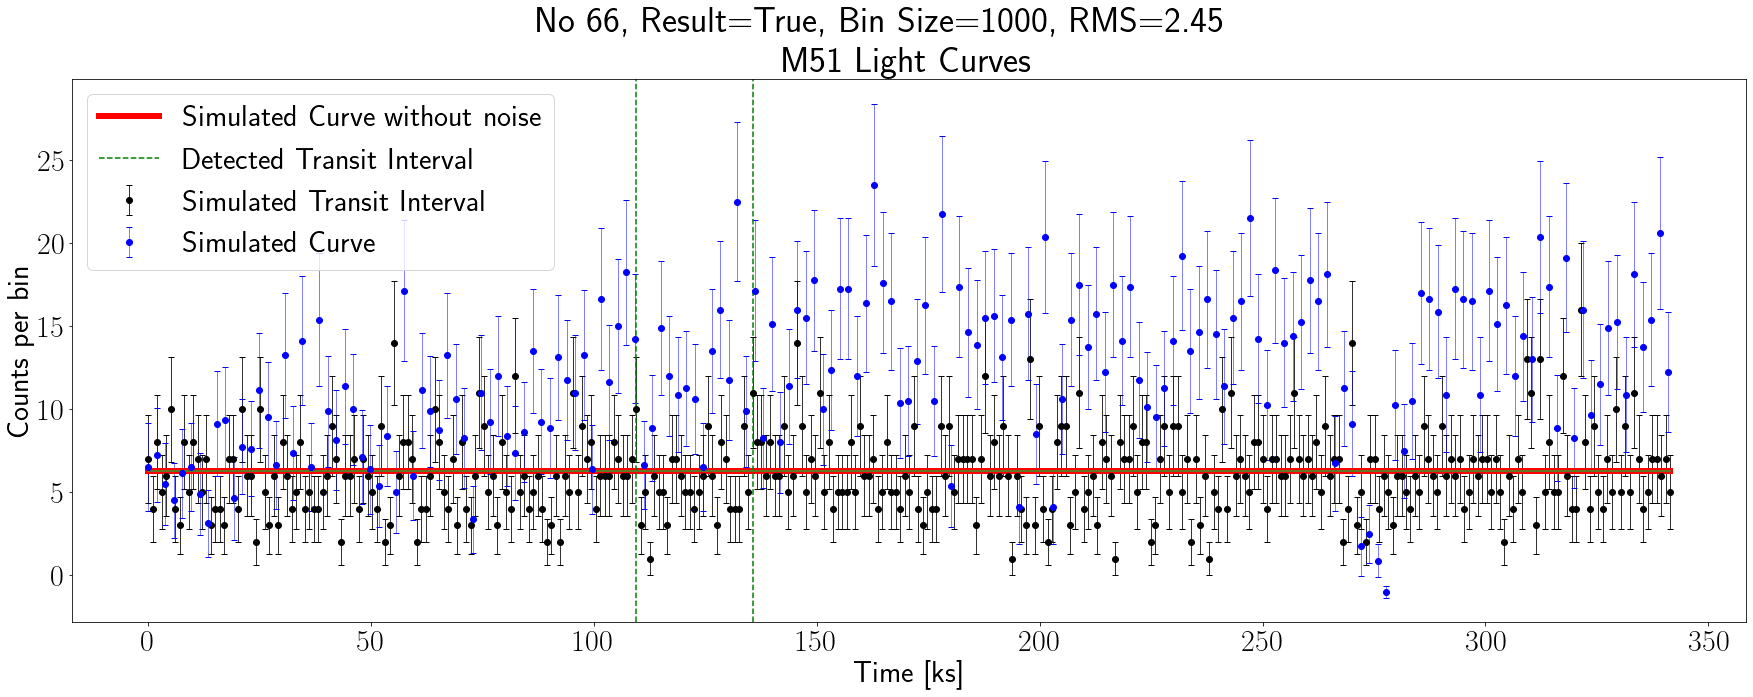 No 66, Result=True, Bin Size=1000, RMS=2.45
M51 Light Curves
Simulated Curve without noise
Detected Transit Interval
Simulated Transit Interval
Simulated Curve
Counts per bin
25
20
15
10
5
0
0 50 100 150 200 250 300 350
Time [ks]